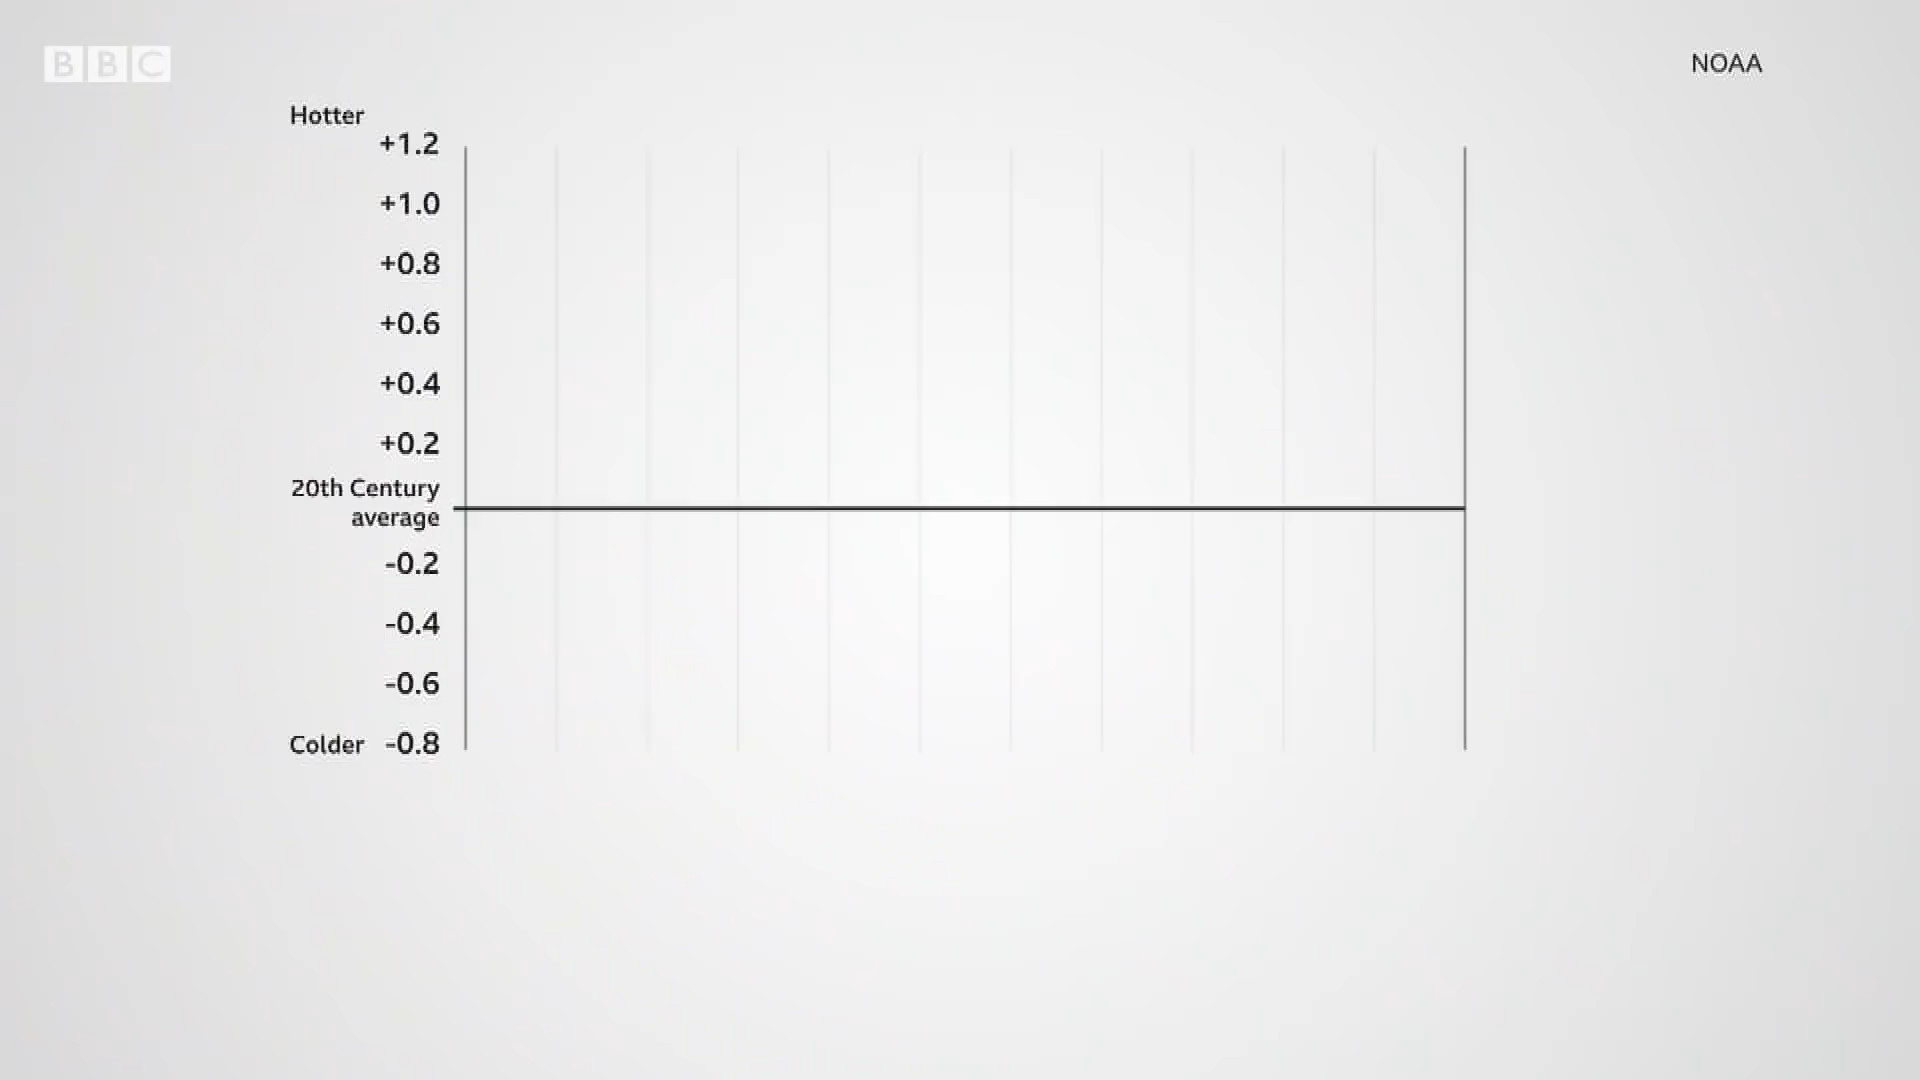 BBC
NOAA
Hotter
+1.2
+1.0
+0.8
+0.6
+0.4
+0.2
20th Century
average
-0.2
-0.4
-0.6
Colder -0.8